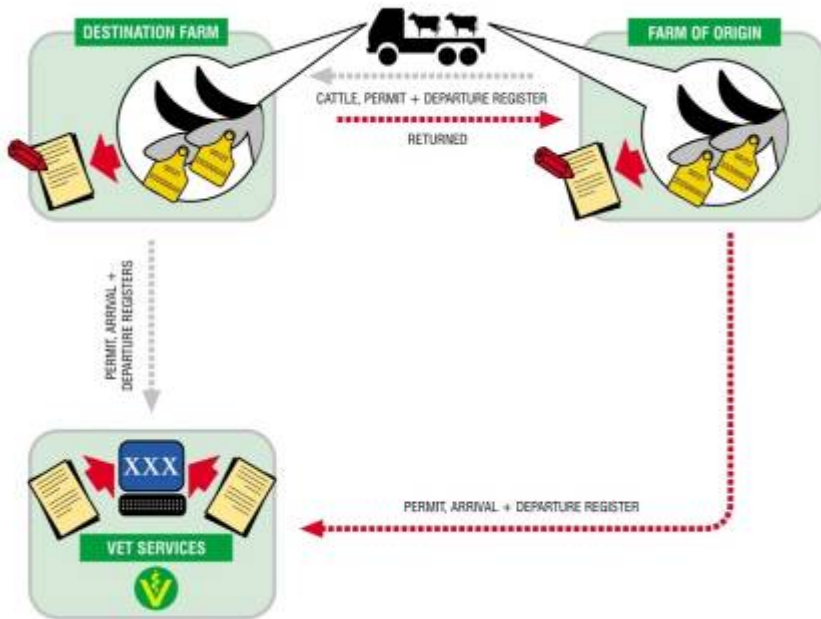 DESTINATION FARM
FARM OF ORIGIN
CATTLE, PERMIT + DEPARTURE REGISTER
RETURNED
PERMIT, ARRIVAL +
DEPARTURE REGISTERS
XXX
PERMIT, ARRIVAL + DEPARTURE REGISTER
VET SERVICES
V